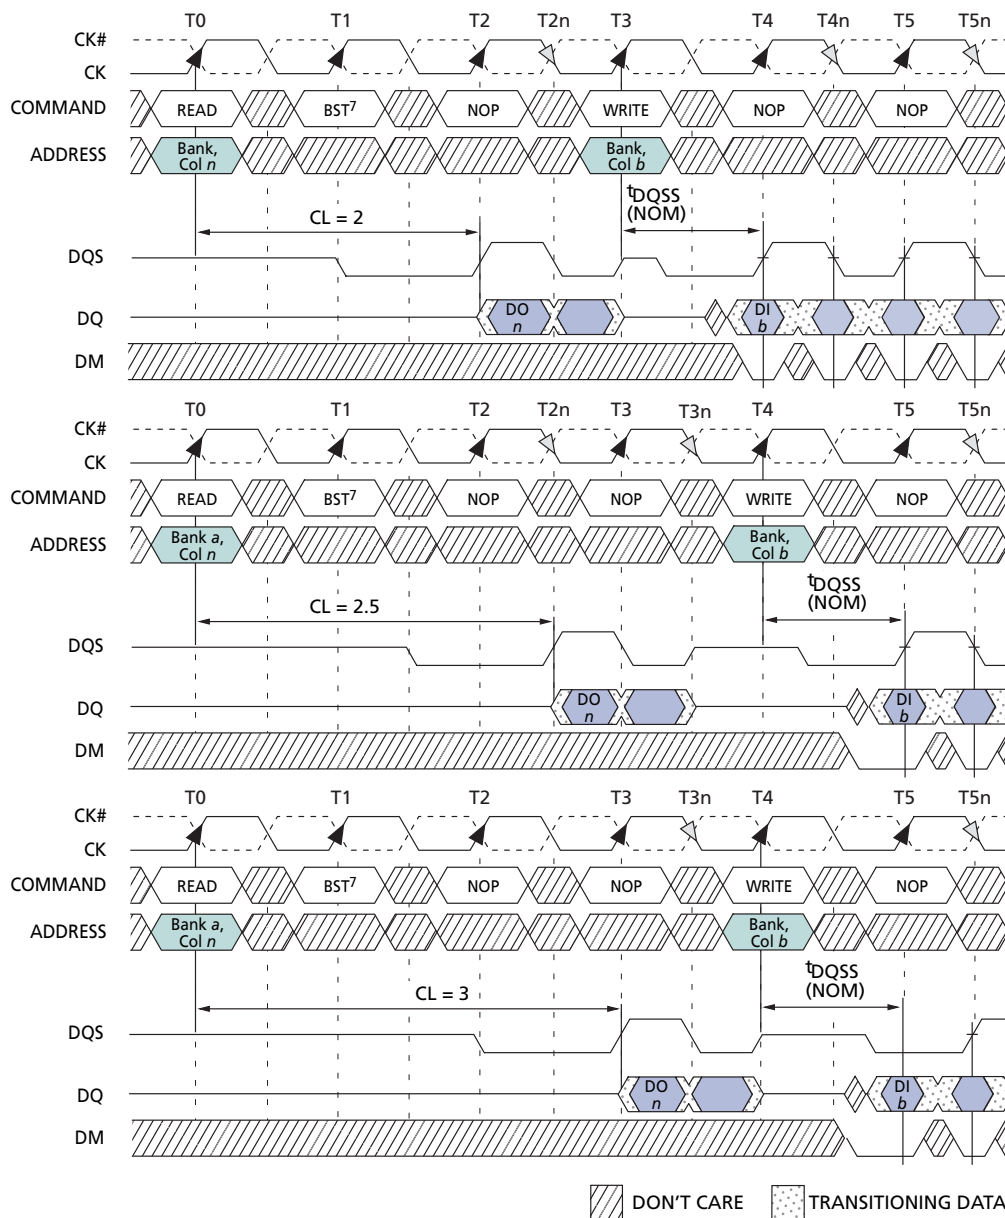 T0 T1 T2 T2n T3 T4 T4n T5 T5n
CK#
CK
COMMAND READ BST7 NOP WRITE NOP NOP
ADDRESS Bank, Col n Bank, Col b
CL = 2 tDQSS (NOM)
DQS
DQ DO n DI b
DM
T0 T1 T2 T2n T3 T3n T4 T5 T5n
CK#
CK
COMMAND READ BST7 NOP NOP WRITE NOP
ADDRESS Bank a, Col n Bank, Col b
CL = 2.5 tDQSS (NOM)
DQS
DQ DO n DI b
DM
T0 T1 T2 T3 T3n T4 T5 T5n
CK#
CK
COMMAND READ BST7 NOP NOP WRITE NOP
ADDRESS Bank a, Col n Bank, Col b
CL = 3 tDQSS (NOM)
DQS
DQ DO n DI b
DM
DON'T CARE TRANSITIONING DATA